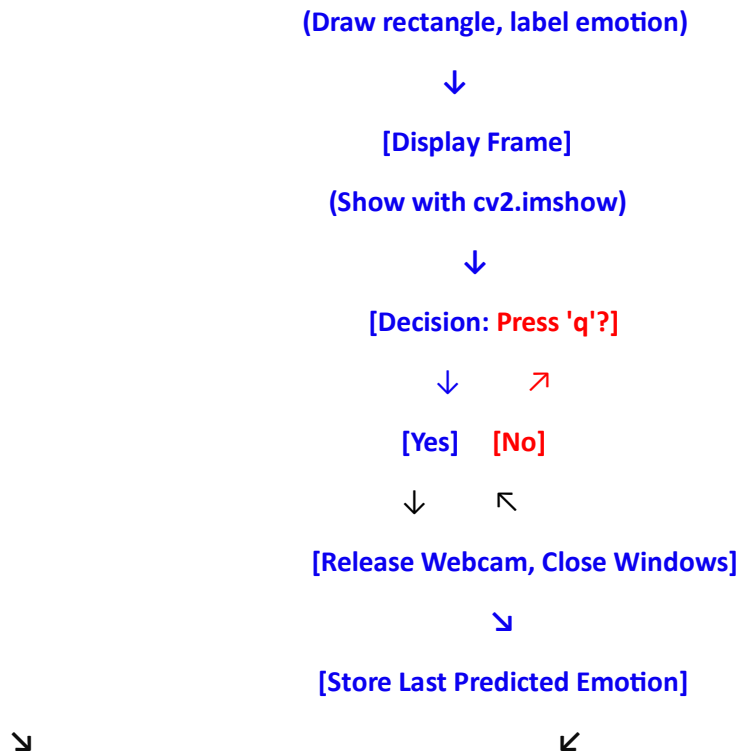 (Draw rectangle, label emotion)
↓
[Display Frame]
(Show with cv2.imshow)
↓
[Decision: Press 'q'?]
↓ ↗
[Yes] [No]
↓ ↖
[Release Webcam, Close Windows]
↘
[Store Last Predicted Emotion]
↘ ↙